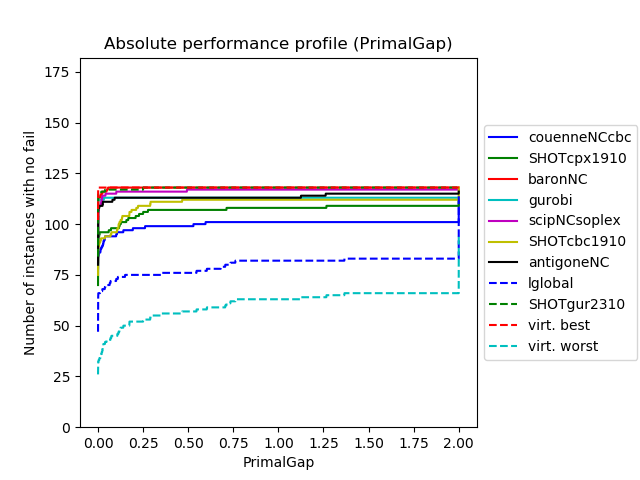 Absolute performance profile (PrimalGap)
Number of instances with no fail
175
150
125
100
75
50
25
0
0.00 0.25 0.50 0.75 1.00 1.25 1.50 1.75 2.00
PrimalGap
couenneNCcbc
SHOTcpx1910
baronNC
gurobi
scipNCsoplex
SHOTcbc1910
antigoneNC
lglobal
SHOTgur2310
virt. best
virt. worst